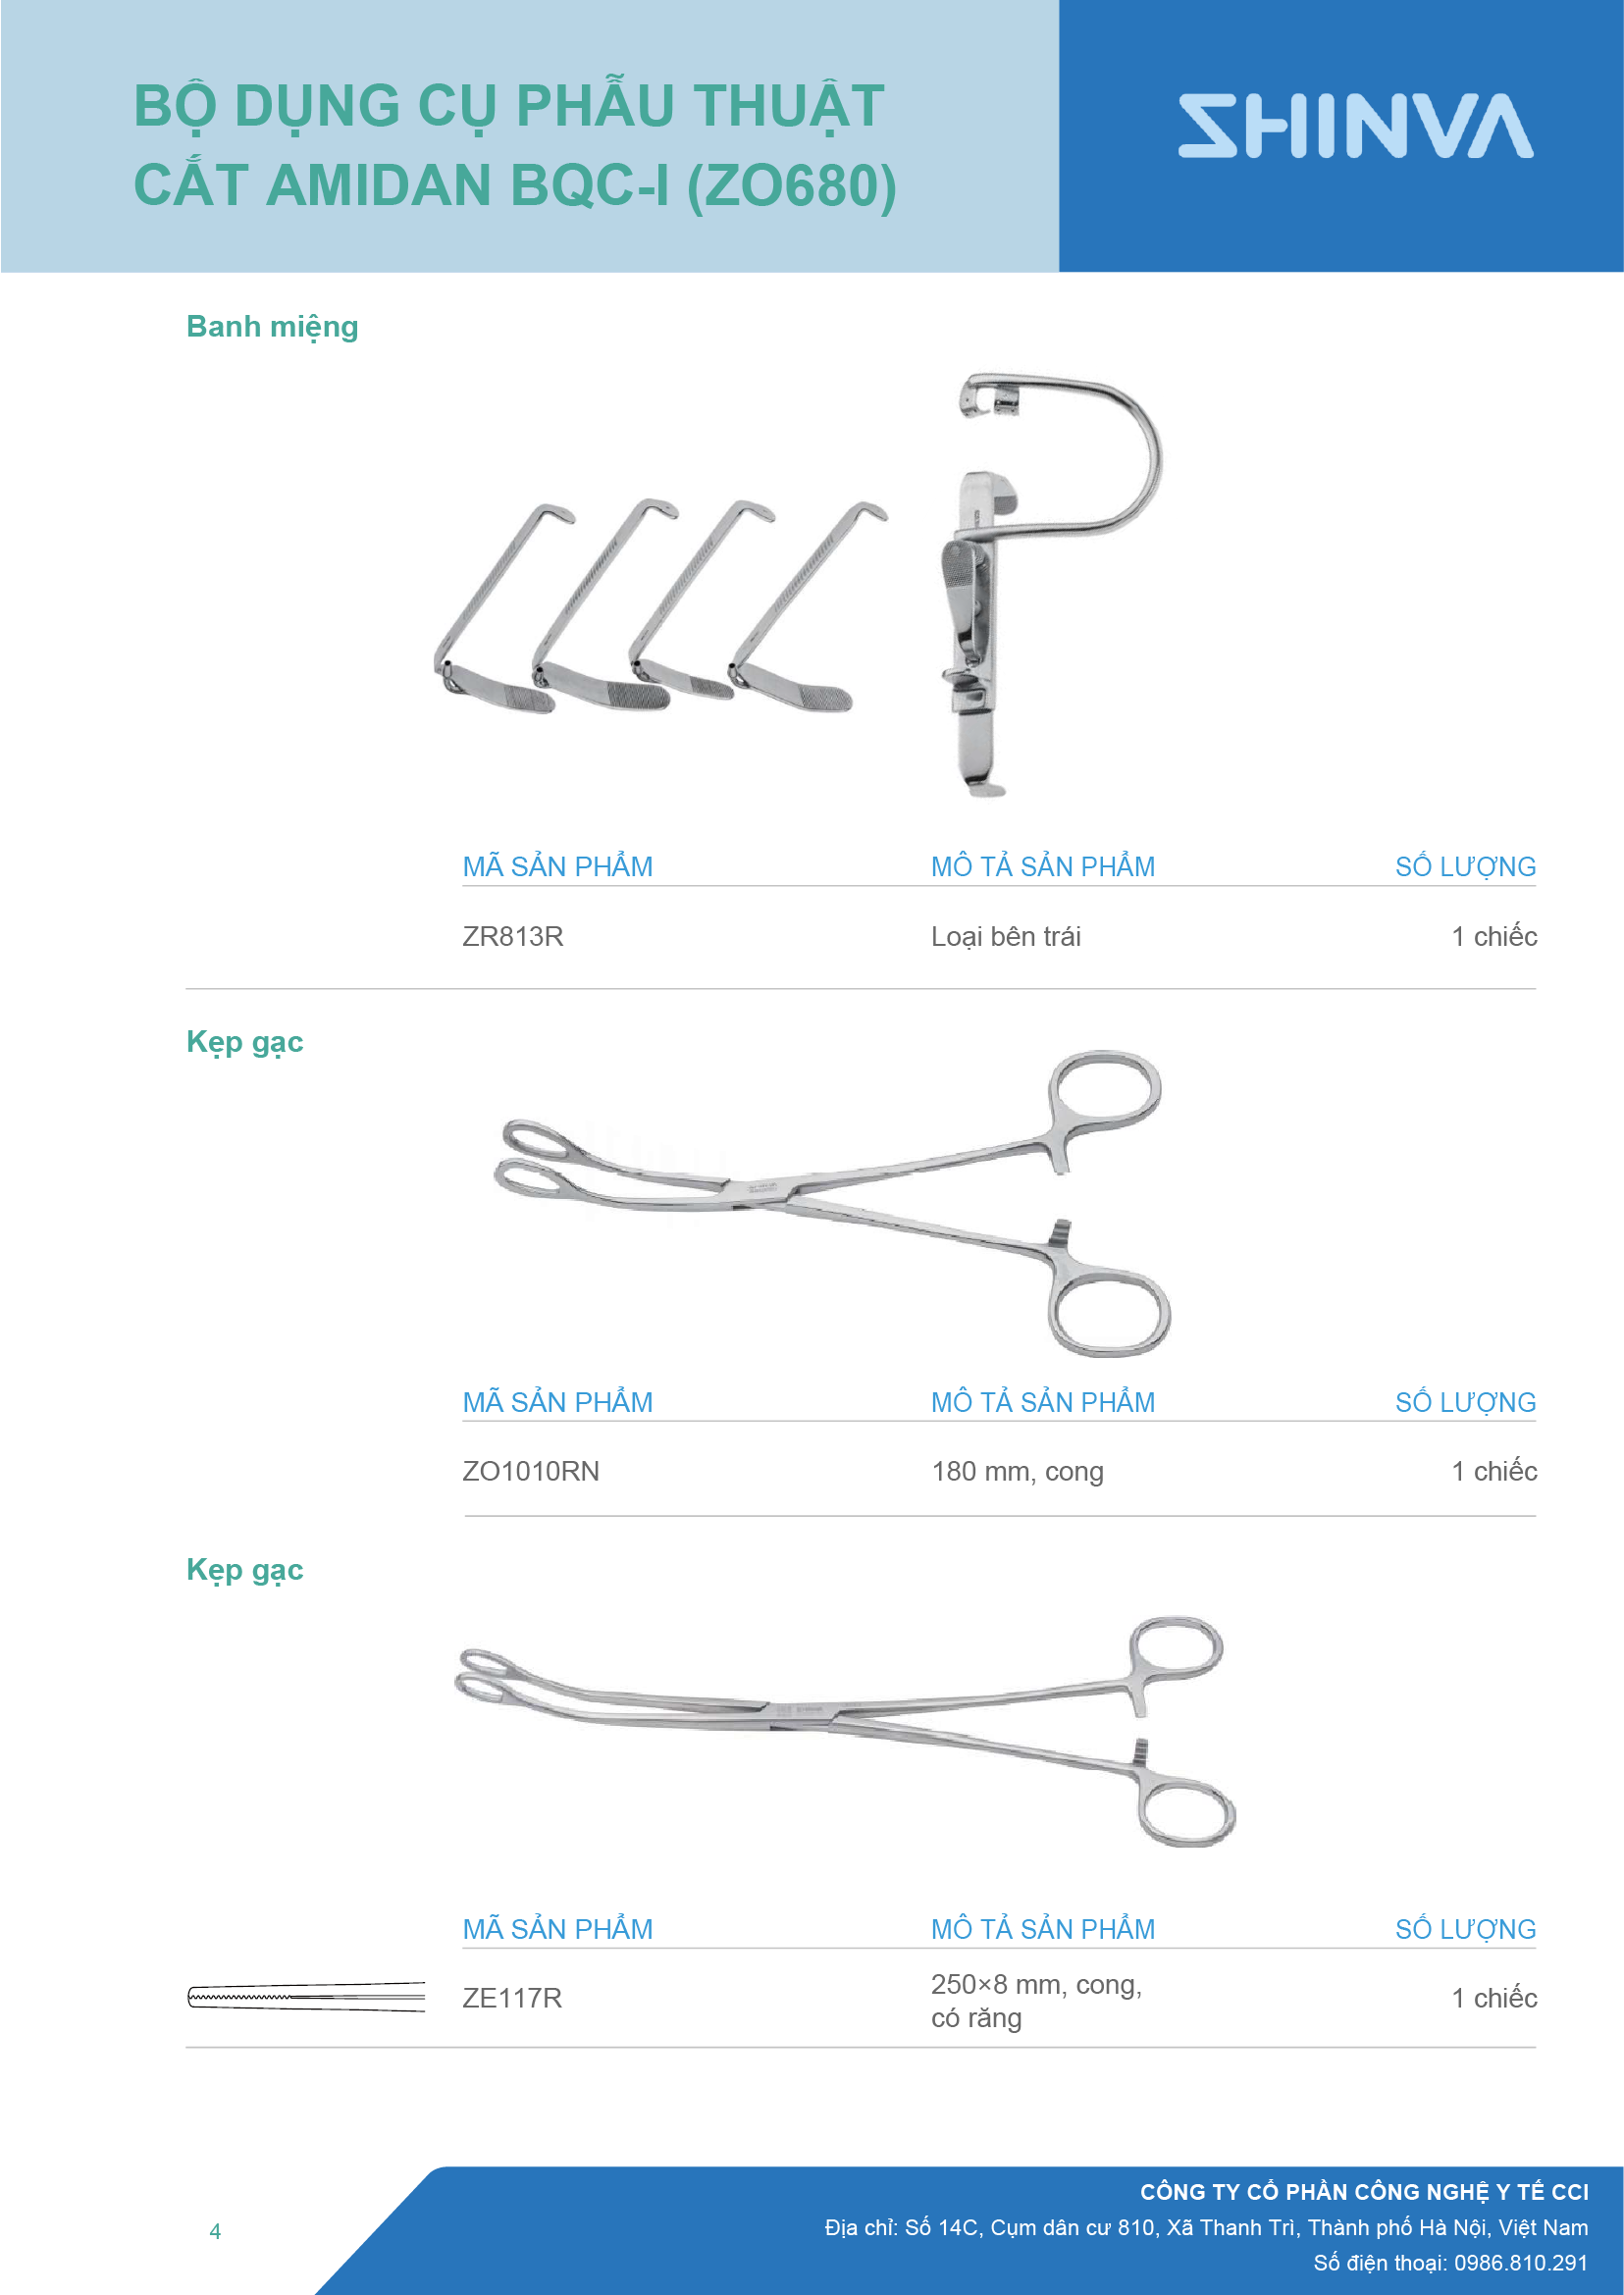 BỘ DỤNG CỤ PHẪU THUẬT
CẮT AMIDAN BQC-I (ZO680)
SHINVA
Banh miệng
MÃ SẢN PHẨM MÔ TẢ SẢN PHẨM SỐ LƯỢNG
ZR813R Loại bên trái 1 chiếc
Kẹp gạc
MÃ SẢN PHẨM MÔ TẢ SẢN PHẨM SỐ LƯỢNG
ZO1010RN 180 mm, cong 1 chiếc
Kẹp gạc
MÃ SẢN PHẨM MÔ TẢ SẢN PHẨM SỐ LƯỢNG
ZE117R 250×8 mm, cong, 1 chiếc
có răng
CÔNG TY CỔ PHẦN CÔNG NGHỆ Y TẾ CCI
4
Địa chỉ: Số 14C, Cụm dân cư 810, Xã Thanh Trì, Thành phố Hà Nội, Việt Nam
Số điện thoại: 0986.810.291